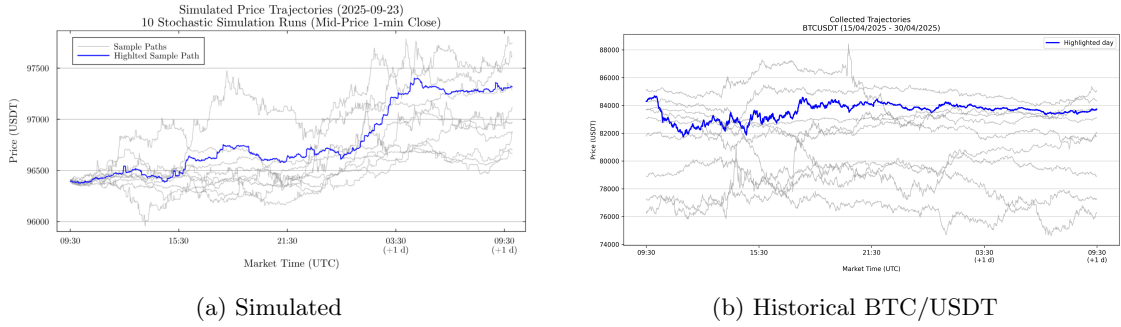 Simulated Price Trajectories (2025-09-23)
10 Stochastic Simulation Runs (Mid-Price 1-min Close)
Sample Paths
Highlted Sample Path
97500
97000
96500
96000
Price (USDT)
09:30
15:30
21:30
03:30
(+1 d)
09:30
(+1 d)
Market Time (UTC)
(a) Simulated
Collected Trajectories
BTCUSDT (15/04/2025 - 30/04/2025)
Highlighted day
88000
86000
84000
82000
80000
78000
76000
74000
Price (USDT)
09:30
15:30
21:30
03:30
(+1 d)
09:30
(+1 d)
Market Time (UTC)
(b) Historical BTC/USDT